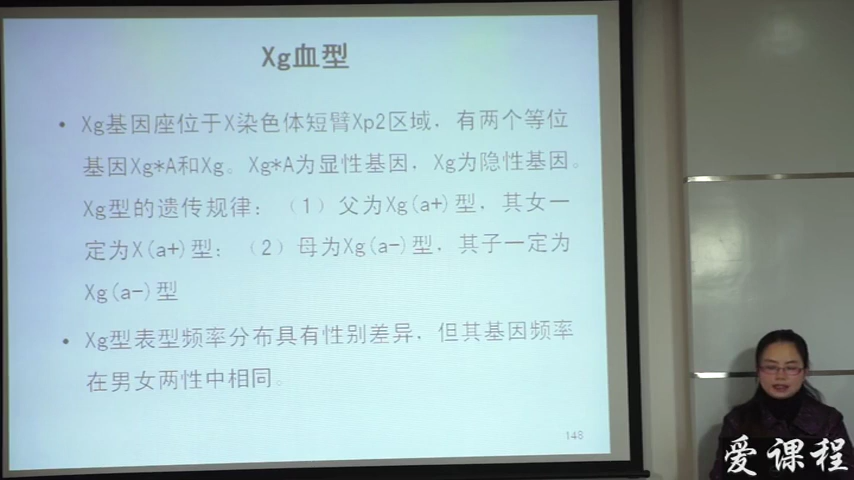 Xg血型
• Xg基因座位于X染色体短臂Xp2区域，有两个等位
基因Xg*A和Xg。Xg*A为显性基因，Xg为隐性基因。
Xg型的遗传规律：（1）父为Xg(a+)型，其女一
定为X(a+)型；（2）母为Xg(a-)型，其子一定为
Xg(a-)型
• Xg型表型频率分布具有性别差异，但其基因频率
在男女两性中相同。
148
爱课程